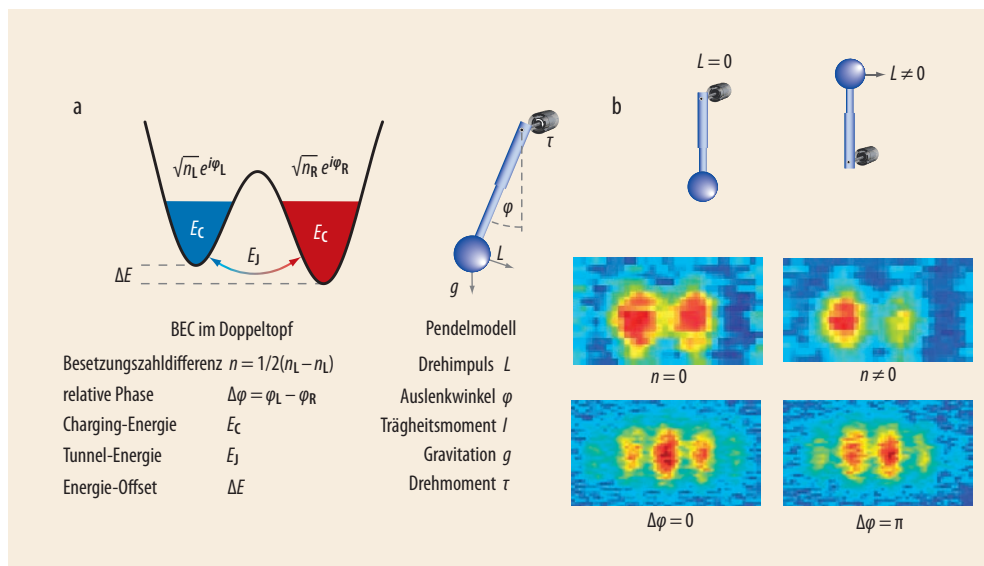 a
√n_L e^iφ_L
√n_R e^iφ_R
E_C
E_C
E_J
ΔE
τ
φ
L
g
BEC im Doppeltopf
Pendelmodell
Besetzungszahldifferenz n = 1/2(n_L – n_L)
Drehimpuls L
relative Phase Δφ = φ_L – φ_R
Auslenkwinkel φ
Charging-Energie E_C
Trägheitsmoment I
Tunnel-Energie E_J
Gravitation g
Energie-Offset ΔE
Drehmoment τ
b
L = 0
L ≠ 0
n = 0
n ≠ 0
Δφ = 0
Δφ = π